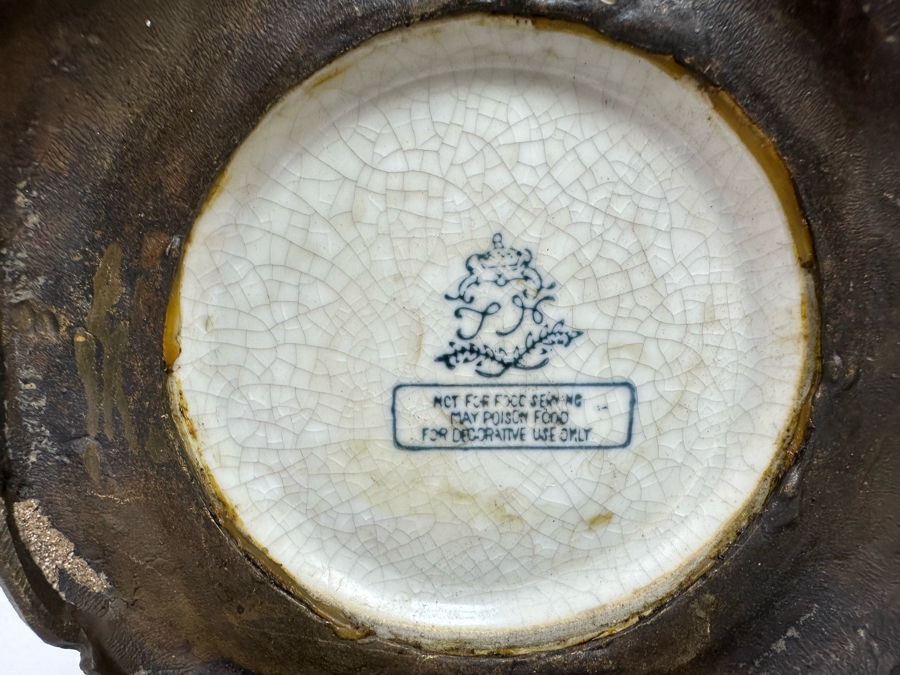 NOT FOR FOOD SERVING
MAY POISON FOOD
FOR DECORATIVE USE ONLY